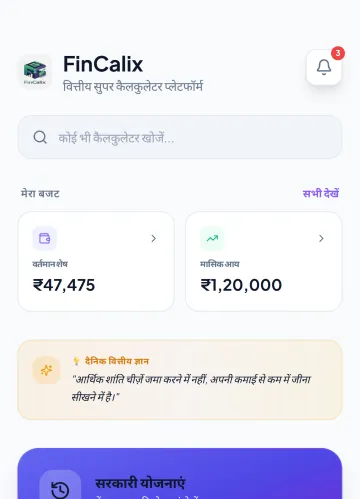 FinCalix
वित्तीय सुपर कैलकुलेटर प्लेटफॉर्म
3
कोई भी कैलकुलेटर खोजें...
मेरा बजट
सभी देखें
वर्तमान शेष
₹47,475
मासिक आय
₹1,20,000
दैनिक वित्तीय ज्ञान
"आर्थिक शांति चीज़ें जमा करने में नहीं, अपनी कमाई से कम में जीना
सीखने में है।"
सरकारी योजनाएं